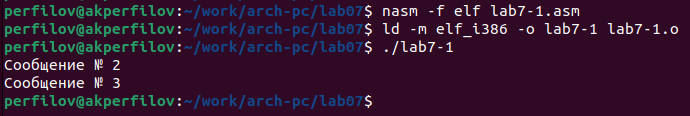 perfilov@akperfilov:~/work/arch-pc/lab07$ nasm -f elf lab7-1.asm
perfilov@akperfilov:~/work/arch-pc/lab07$ ld -m elf_i386 -o lab7-1 lab7-1.o
perfilov@akperfilov:~/work/arch-pc/lab07$ ./lab7-1
Сообщение № 2
Сообщение № 3
perfilov@akperfilov:~/work/arch-pc/lab07$